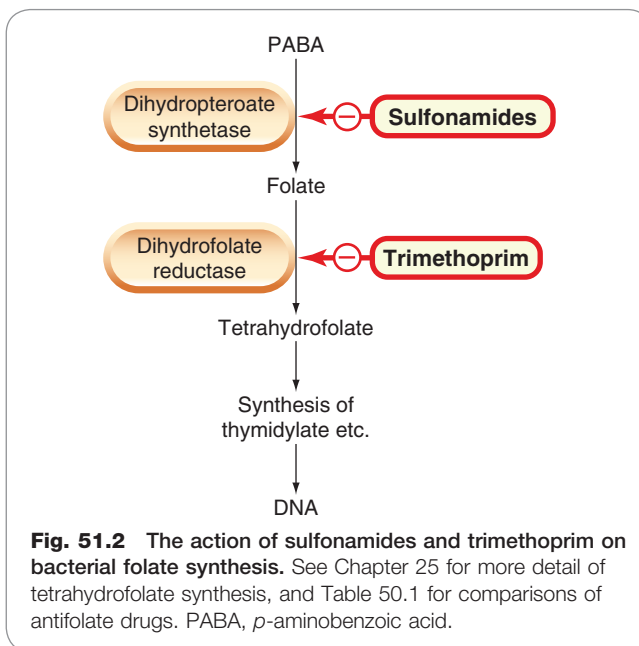 PABA
Dihydropteroate
synthetase
− Sulfonamides
Folate
Dihydrofolate
reductase
− Trimethoprim
Tetrahydrofolate
Synthesis of
thymidylate etc.
DNA
Fig. 51.2 The action of sulfonamides and trimethoprim on
bacterial folate synthesis. See Chapter 25 for more detail of
tetrahydrofolate synthesis, and Table 50.1 for comparisons of
antifolate drugs. PABA, p-aminobenzoic acid.